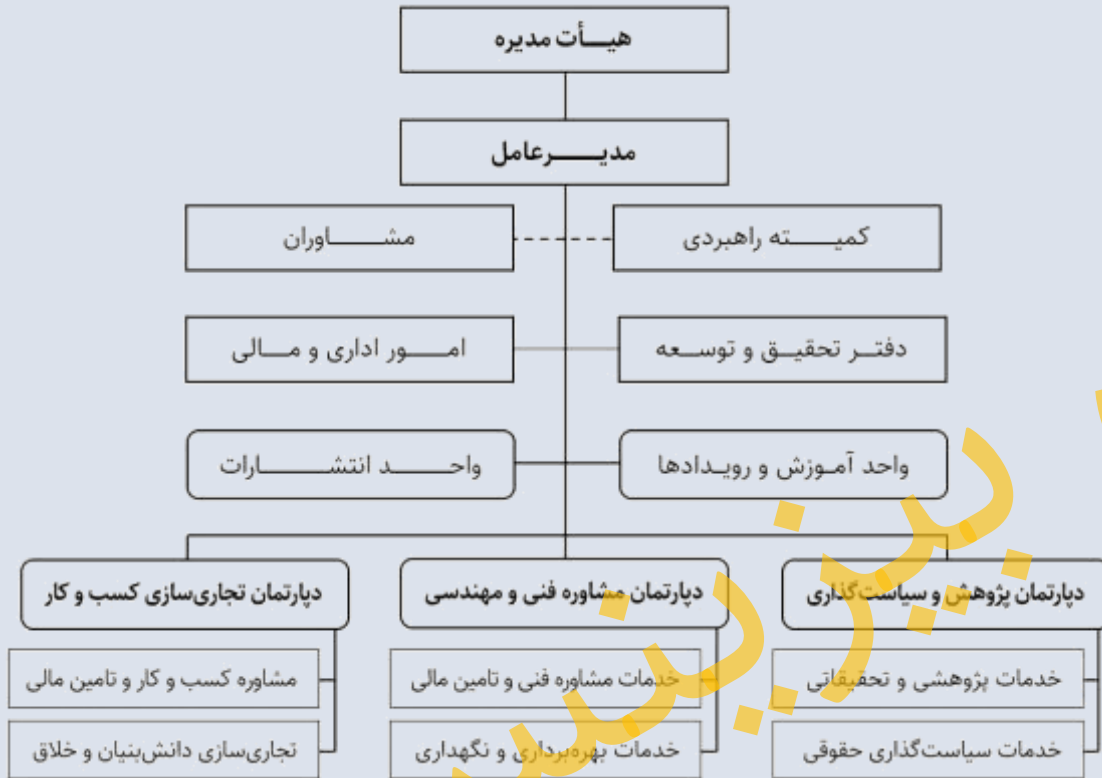 هیأت مدیره
مدیرعامل
کمیته راهبردی
مشاوران
دفتر تحقیق و توسعه
امور اداری و مالی
واحد آموزش و رویدادها
واحد انتشارات
دپارتمان پژوهش و سیاست‌گذاری
دپارتمان مشاوره فنی و مهندسی
دپارتمان تجاری‌سازی کسب و کار
خدمات پژوهشی و تحقیقاتی
خدمات مشاوره فنی و تامین مالی
مشاوره کسب و کار و تامین مالی
خدمات سیاست‌گذاری حقوقی
خدمات بهره‌برداری و نگهداری
تجاری‌سازی دانش‌بنیان و خلاق